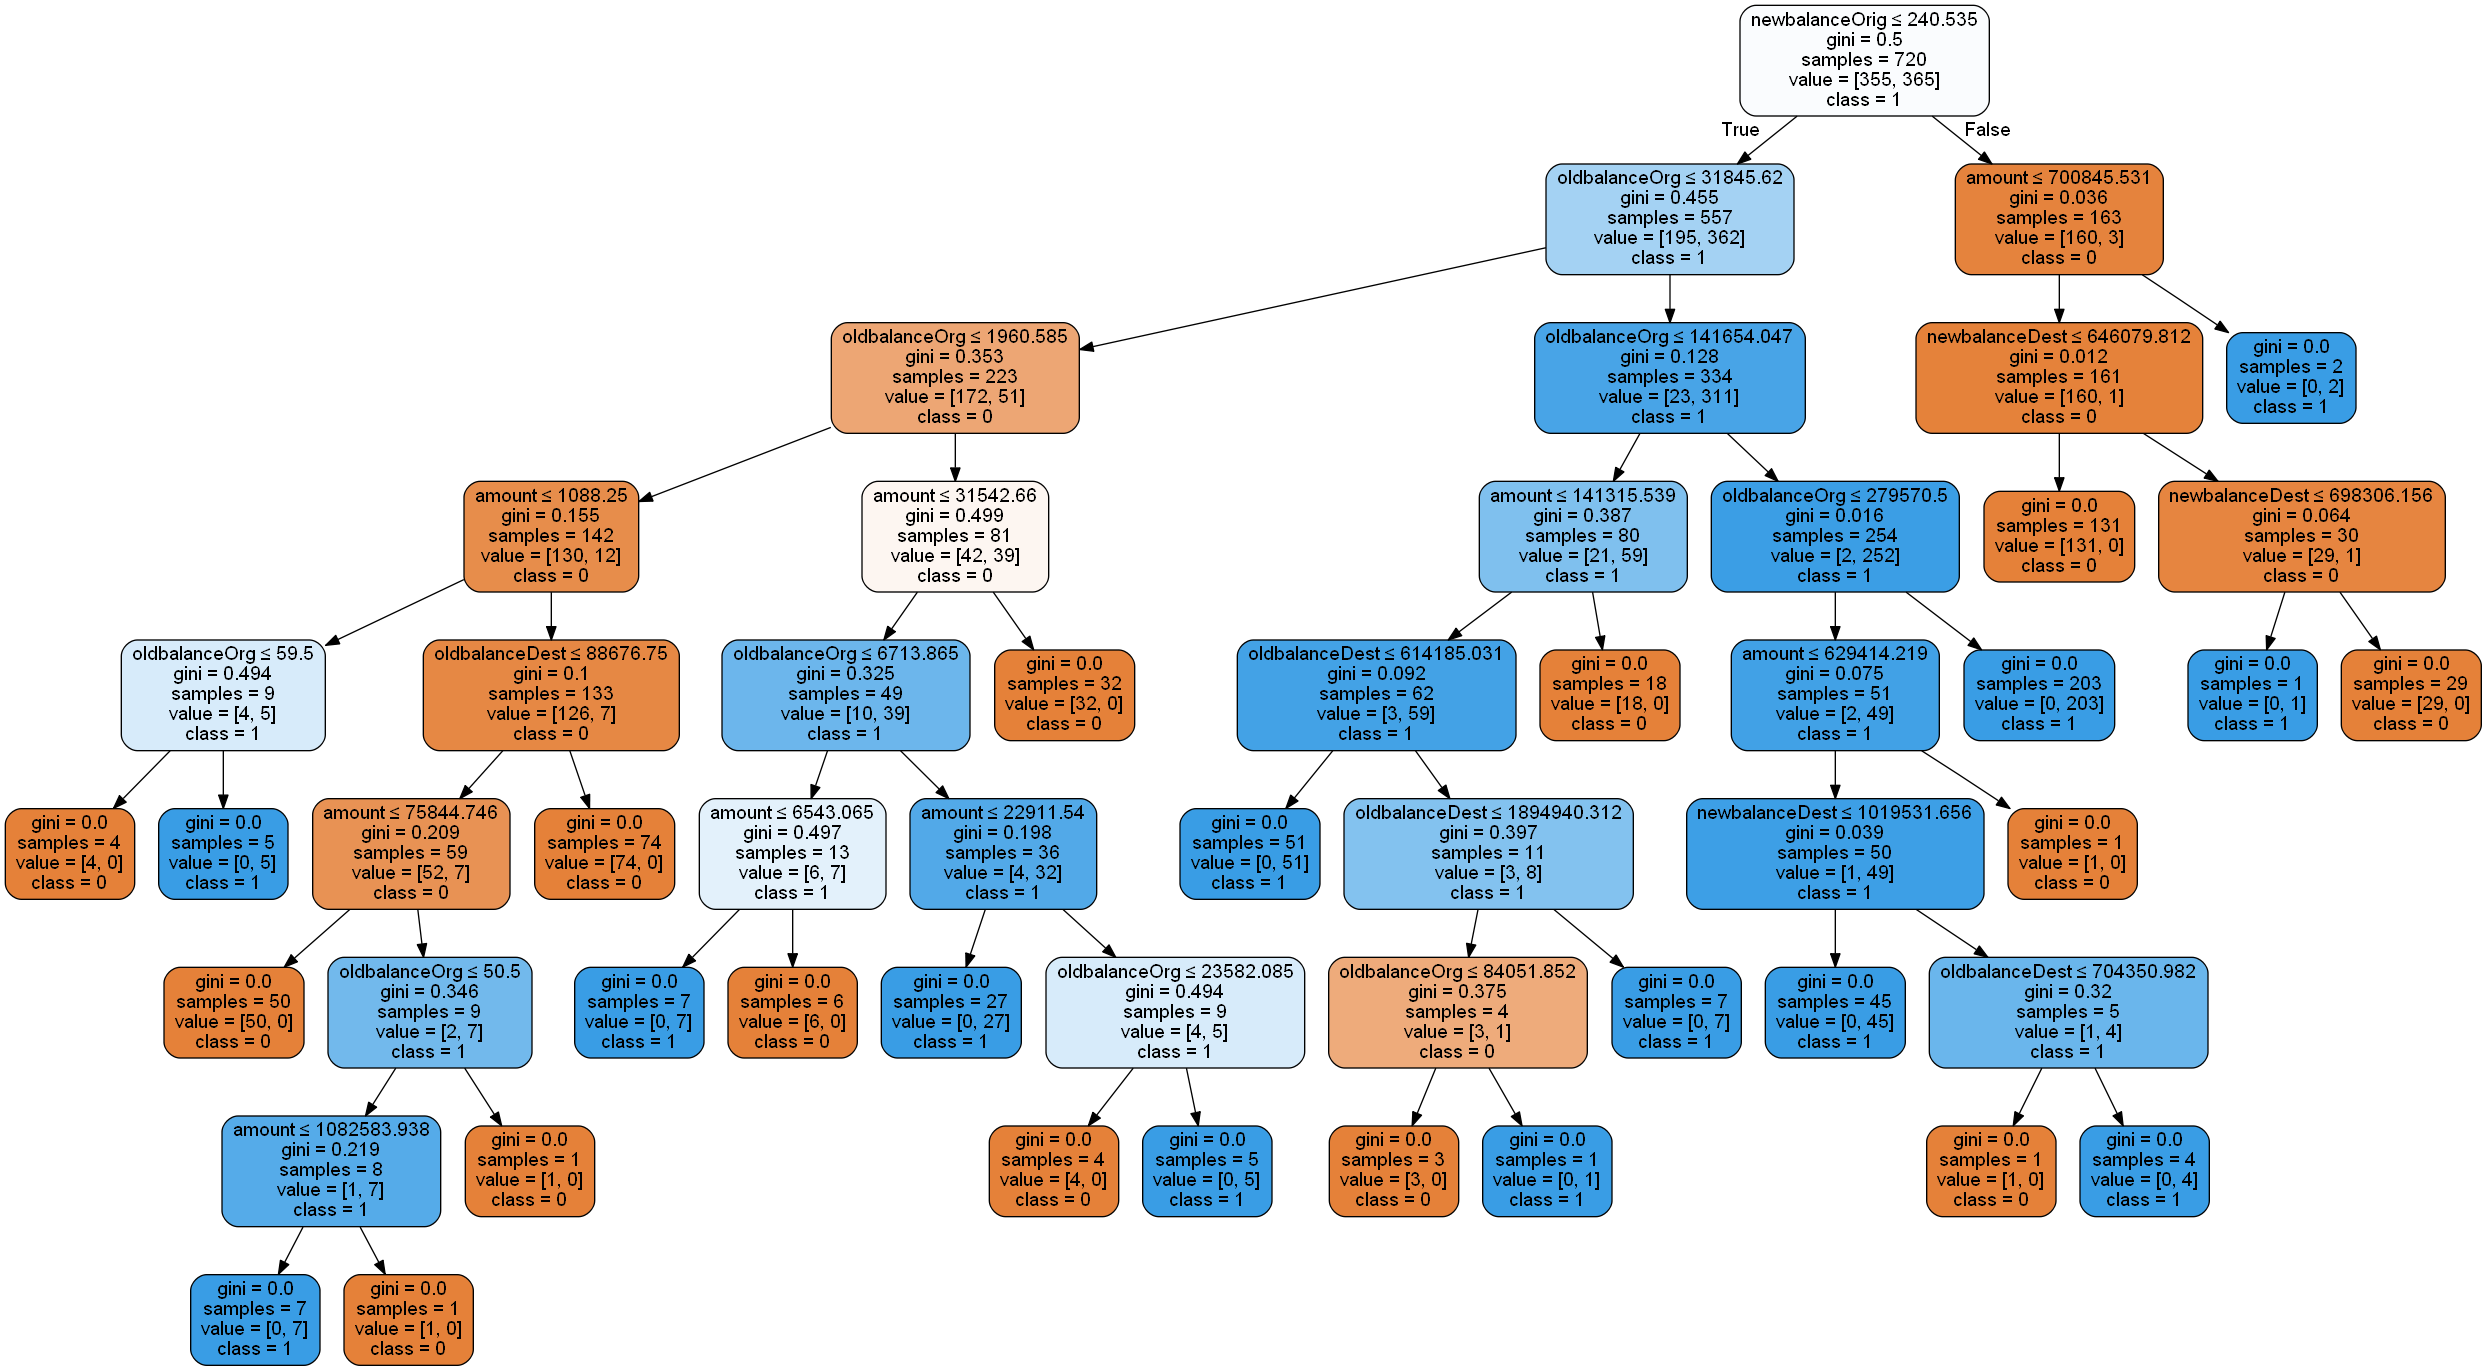 newbalanceOrig ≤ 240.535
gini = 0.5
samples = 720
value = [355, 365]
class = 1
True
False
oldbalanceOrg ≤ 31845.62
gini = 0.455
samples = 557
value = [195, 362]
class = 1
amount ≤ 700845.531
gini = 0.036
samples = 163
value = [160, 3]
class = 0
oldbalanceOrg ≤ 1960.585
gini = 0.353
samples = 223
value = [172, 51]
class = 0
oldbalanceOrg ≤ 141654.047
gini = 0.128
samples = 334
value = [23, 311]
class = 1
newbalanceDest ≤ 646079.812
gini = 0.012
samples = 161
value = [160, 1]
class = 0
gini = 0.0
samples = 2
value = [0, 2]
class = 1
amount ≤ 1088.25
gini = 0.155
samples = 142
value = [130, 12]
class = 0
amount ≤ 31542.66
gini = 0.499
samples = 81
value = [42, 39]
class = 0
amount ≤ 141315.539
gini = 0.387
samples = 80
value = [21, 59]
class = 1
oldbalanceOrg ≤ 279570.5
gini = 0.016
samples = 254
value = [2, 252]
class = 1
gini = 0.0
samples = 131
value = [131, 0]
class = 0
newbalanceDest ≤ 698306.156
gini = 0.064
samples = 30
value = [29, 1]
class = 0
oldbalanceOrg ≤ 59.5
gini = 0.494
samples = 9
value = [4, 5]
class = 1
oldbalanceDest ≤ 88676.75
gini = 0.1
samples = 133
value = [126, 7]
class = 0
oldbalanceOrg ≤ 6713.865
gini = 0.325
samples = 49
value = [10, 39]
class = 1
gini = 0.0
samples = 32
value = [32, 0]
class = 0
oldbalanceDest ≤ 614185.031
gini = 0.092
samples = 62
value = [3, 59]
class = 1
gini = 0.0
samples = 18
value = [18, 0]
class = 0
amount ≤ 629414.219
gini = 0.075
samples = 51
value = [2, 49]
class = 1
gini = 0.0
samples = 203
value = [0, 203]
class = 1
gini = 0.0
samples = 1
value = [0, 1]
class = 1
gini = 0.0
samples = 29
value = [29, 0]
class = 0
gini = 0.0
samples = 4
value = [4, 0]
class = 0
gini = 0.0
samples = 5
value = [0, 5]
class = 1
amount ≤ 75844.746
gini = 0.209
samples = 59
value = [52, 7]
class = 0
gini = 0.0
samples = 74
value = [74, 0]
class = 0
amount ≤ 6543.065
gini = 0.497
samples = 13
value = [6, 7]
class = 1
amount ≤ 22911.54
gini = 0.198
samples = 36
value = [4, 32]
class = 1
gini = 0.0
samples = 51
value = [0, 51]
class = 1
oldbalanceDest ≤ 1894940.312
gini = 0.397
samples = 11
value = [3, 8]
class = 1
newbalanceDest ≤ 1019531.656
gini = 0.039
samples = 50
value = [1, 49]
class = 1
gini = 0.0
samples = 1
value = [1, 0]
class = 0
gini = 0.0
samples = 50
value = [50, 0]
class = 0
oldbalanceOrg ≤ 50.5
gini = 0.346
samples = 9
value = [2, 7]
class = 1
gini = 0.0
samples = 7
value = [0, 7]
class = 1
gini = 0.0
samples = 6
value = [6, 0]
class = 0
gini = 0.0
samples = 27
value = [0, 27]
class = 1
oldbalanceOrg ≤ 23582.085
gini = 0.494
samples = 9
value = [4, 5]
class = 1
oldbalanceOrg ≤ 84051.852
gini = 0.375
samples = 4
value = [3, 1]
class = 0
gini = 0.0
samples = 7
value = [0, 7]
class = 1
gini = 0.0
samples = 45
value = [0, 45]
class = 1
oldbalanceDest ≤ 704350.982
gini = 0.32
samples = 5
value = [1, 4]
class = 1
amount ≤ 1082583.938
gini = 0.219
samples = 8
value = [1, 7]
class = 1
gini = 0.0
samples = 1
value = [1, 0]
class = 0
gini = 0.0
samples = 4
value = [4, 0]
class = 0
gini = 0.0
samples = 5
value = [0, 5]
class = 1
gini = 0.0
samples = 3
value = [3, 0]
class = 0
gini = 0.0
samples = 1
value = [0, 1]
class = 1
gini = 0.0
samples = 1
value = [1, 0]
class = 0
gini = 0.0
samples = 4
value = [0, 4]
class = 1
gini = 0.0
samples = 7
value = [0, 7]
class = 1
gini = 0.0
samples = 1
value = [1, 0]
class = 0